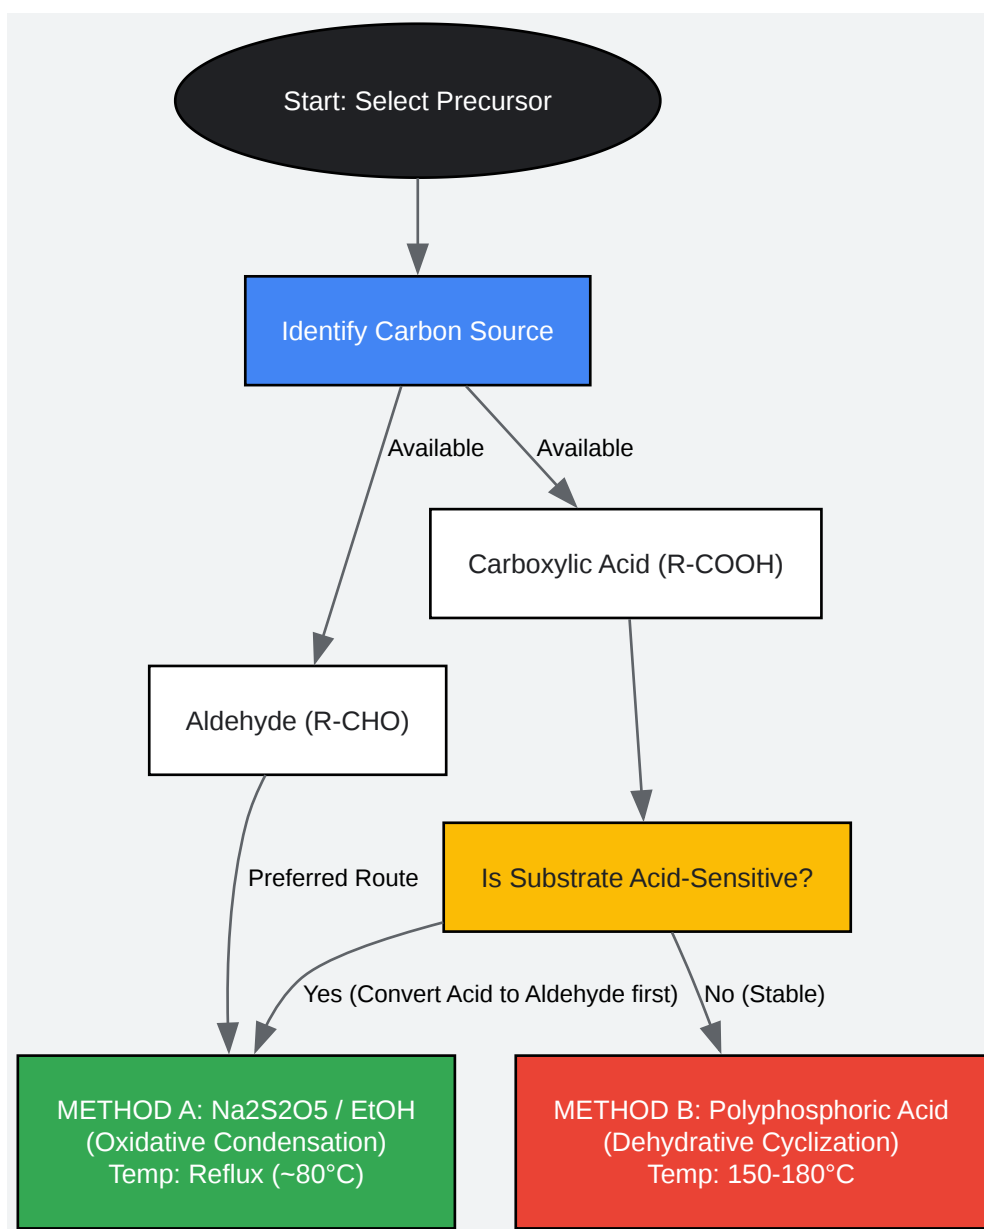 Start: Select Precursor
Identify Carbon Source
Available
Available
Carboxylic Acid (R-COOH)
Aldehyde (R-CHO)
Preferred Route
Is Substrate Acid-Sensitive?
Yes (Convert Acid to Aldehyde first)
No (Stable)
METHOD A: Na2S2O5 / EtOH
(Oxidative Condensation)
Temp: Reflux (~80°C)
METHOD B: Polyphosphoric Acid
(Dehydrative Cyclization)
Temp: 150-180°C